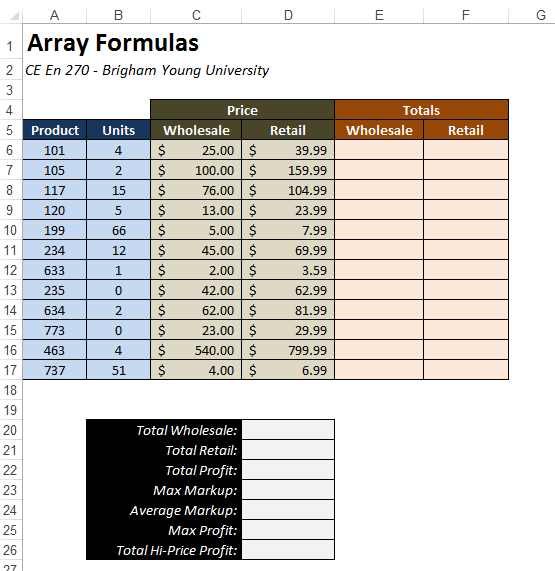 A B C D E F G
1 Array Formulas
2 CE En 270 - Brigham Young University
3
4 Price Totals
5 Product Units Wholesale Retail Wholesale Retail
6 101 4 $ 25.00 $ 39.99
7 105 2 $ 100.00 $ 159.99
8 117 15 $ 76.00 $ 104.99
9 120 5 $ 13.00 $ 23.99
10 199 66 $ 5.00 $ 7.99
11 234 12 $ 45.00 $ 69.99
12 633 1 $ 2.00 $ 3.59
13 235 0 $ 42.00 $ 62.99
14 634 2 $ 62.00 $ 81.99
15 773 0 $ 23.00 $ 29.99
16 463 4 $ 540.00 $ 799.99
17 737 51 $ 4.00 $ 6.99
18
19
20 Total Wholesale:
21 Total Retail:
22 Total Profit:
23 Max Markup:
24 Average Markup:
25 Max Profit:
26 Total Hi-Price Profit:
27